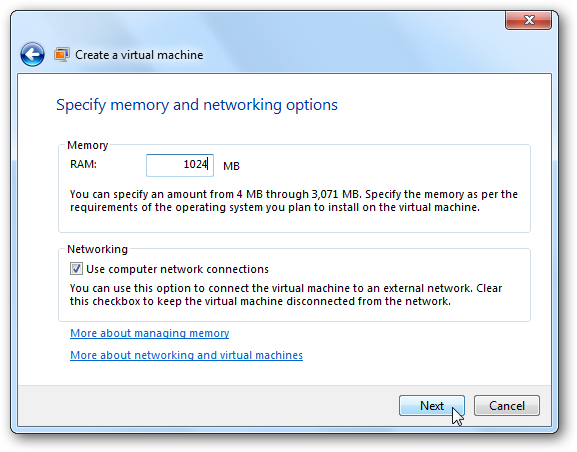 Create a virtual machine
Specify memory and networking options
Memory
RAM: 1024 MB
You can specify an amount from 4 MB through 3,071 MB. Specify the memory as per the
requirements of the operating system you plan to install on the virtual machine.
Networking
Use computer network connections
You can use this option to connect the virtual machine to an external network. Clear
this checkbox to keep the virtual machine disconnected from the network.
More about managing memory
More about networking and virtual machines
Next Cancel